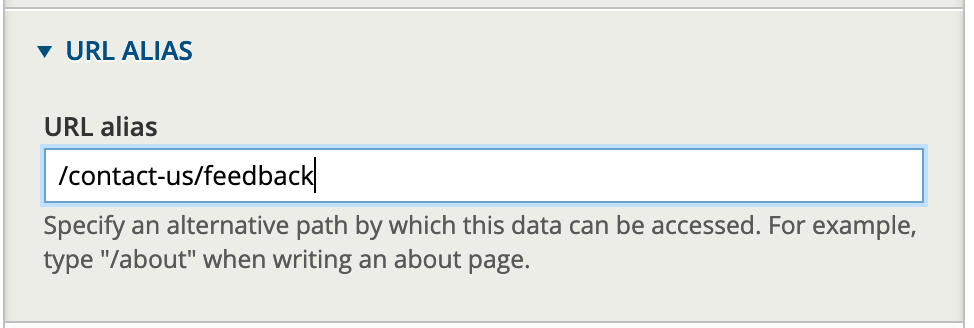 URL ALIAS
URL alias
/contact-us/feedback
Specify an alternative path by which this data can be accessed. For example,
type "/about" when writing an about page.